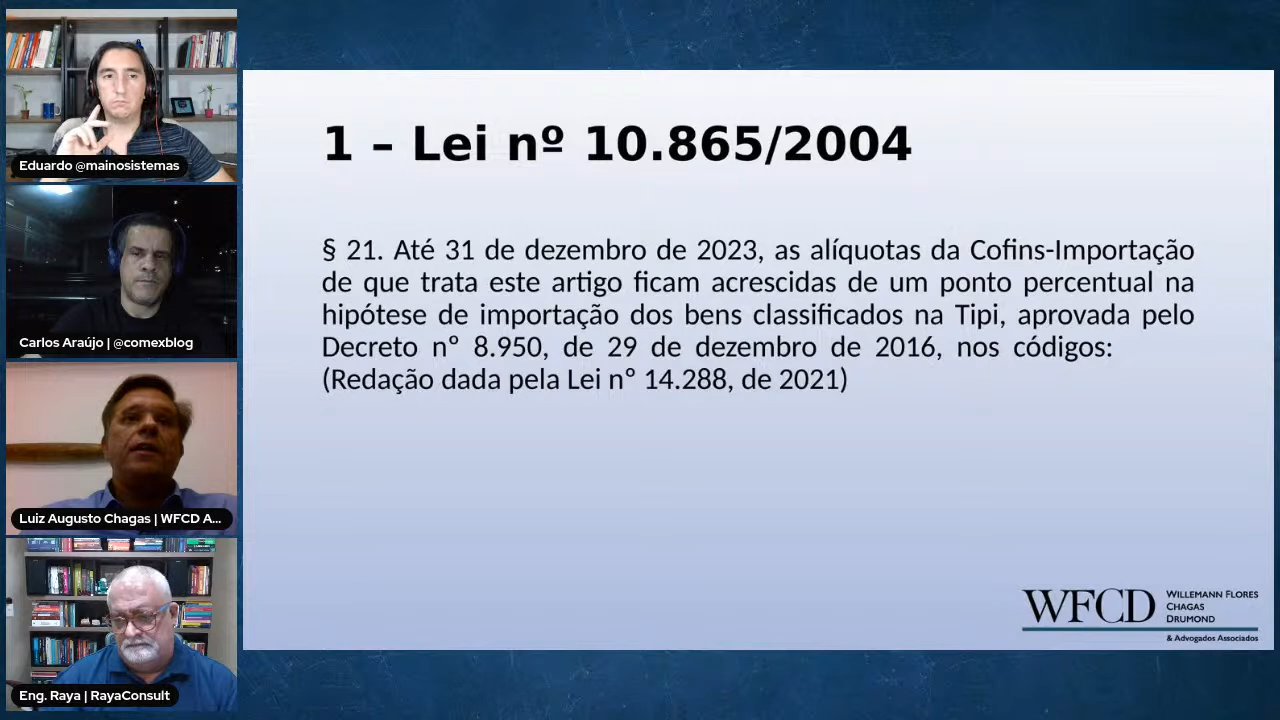 Eduardo @mainosistemas
Carlos Araújo | @comexblog
Luiz Augusto Chagas | WFCD A...
Eng. Raya | RayaConsult
1 – Lei nº 10.865/2004
§ 21. Até 31 de dezembro de 2023, as alíquotas da Cofins-Importação
de que trata este artigo ficam acrescidas de um ponto percentual na
hipótese de importação dos bens classificados na Tipi, aprovada pelo
Decreto nº 8.950, de 29 de dezembro de 2016, nos códigos:
(Redação dada pela Lei nº 14.288, de 2021)
WFCD
Willemann Flores
Chagas
Drumond
& Advogados Associados